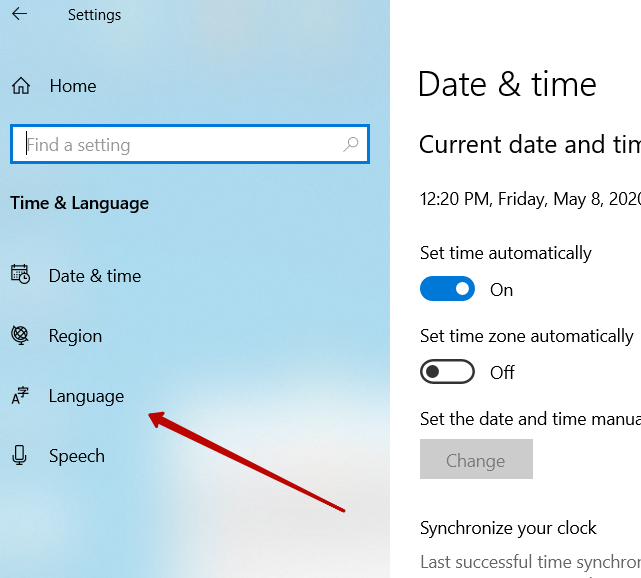 Settings
Home
Find a setting
Time & Language
Date & time
Region
Language
Speech
Date & time
Current date and tim
12:20 PM, Friday, May 8, 2020
Set time automatically
On
Set time zone automatically
Off
Set the date and time manua
Change
Synchronize your clock
Last successful time synchron